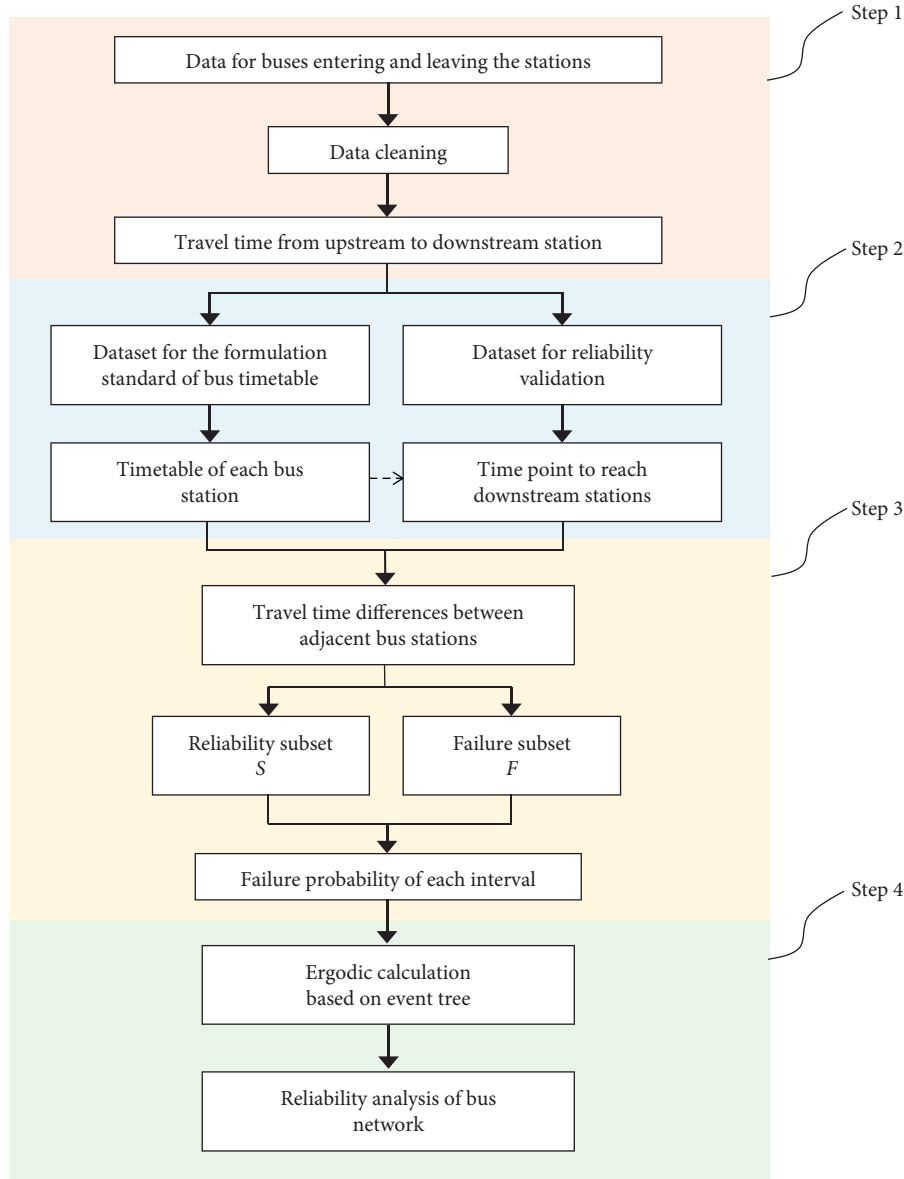 Step 1
Data for buses entering and leaving the stations
Data cleaning
Travel time from upstream to downstream station
Step 2
Dataset for the formulation
standard of bus timetable
Dataset for reliability
validation
Timetable of each bus
station
Time point to reach
downstream stations
Step 3
Travel time differences between
adjacent bus stations
Reliability subset
S
Failure subset
F
Failure probability of each interval
Step 4
Ergodic calculation
based on event tree
Reliability analysis of bus
network